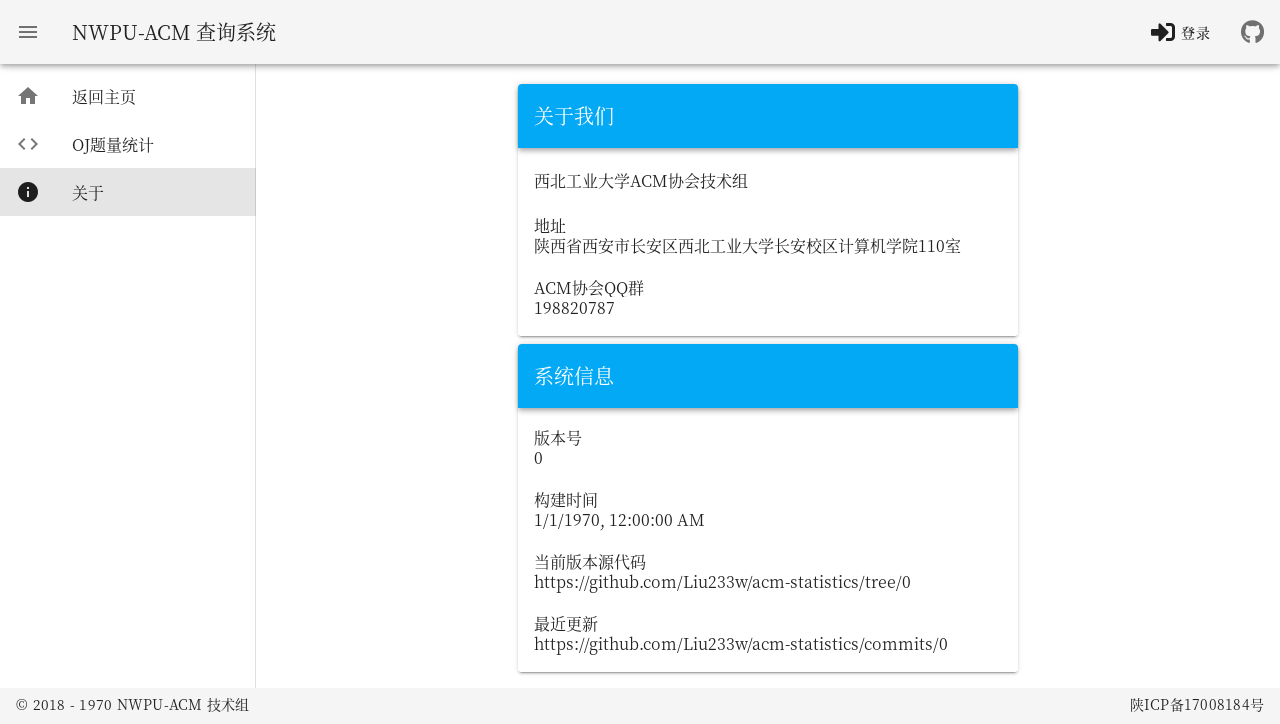 NWPU-ACM 查询系统
登录
返回主页
OJ题量统计
关于
关于我们
西北工业大学ACM协会技术组
地址
陕西省西安市长安区西北工业大学长安校区计算机学院110室
ACM协会QQ群
198820787
系统信息
版本号
0
构建时间
1/1/1970, 12:00:00 AM
当前版本源代码
https://github.com/Liu233w/acm-statistics/tree/0
最近更新
https://github.com/Liu233w/acm-statistics/commits/0
© 2018 - 1970 NWPU-ACM 技术组
陕ICP备17008184号